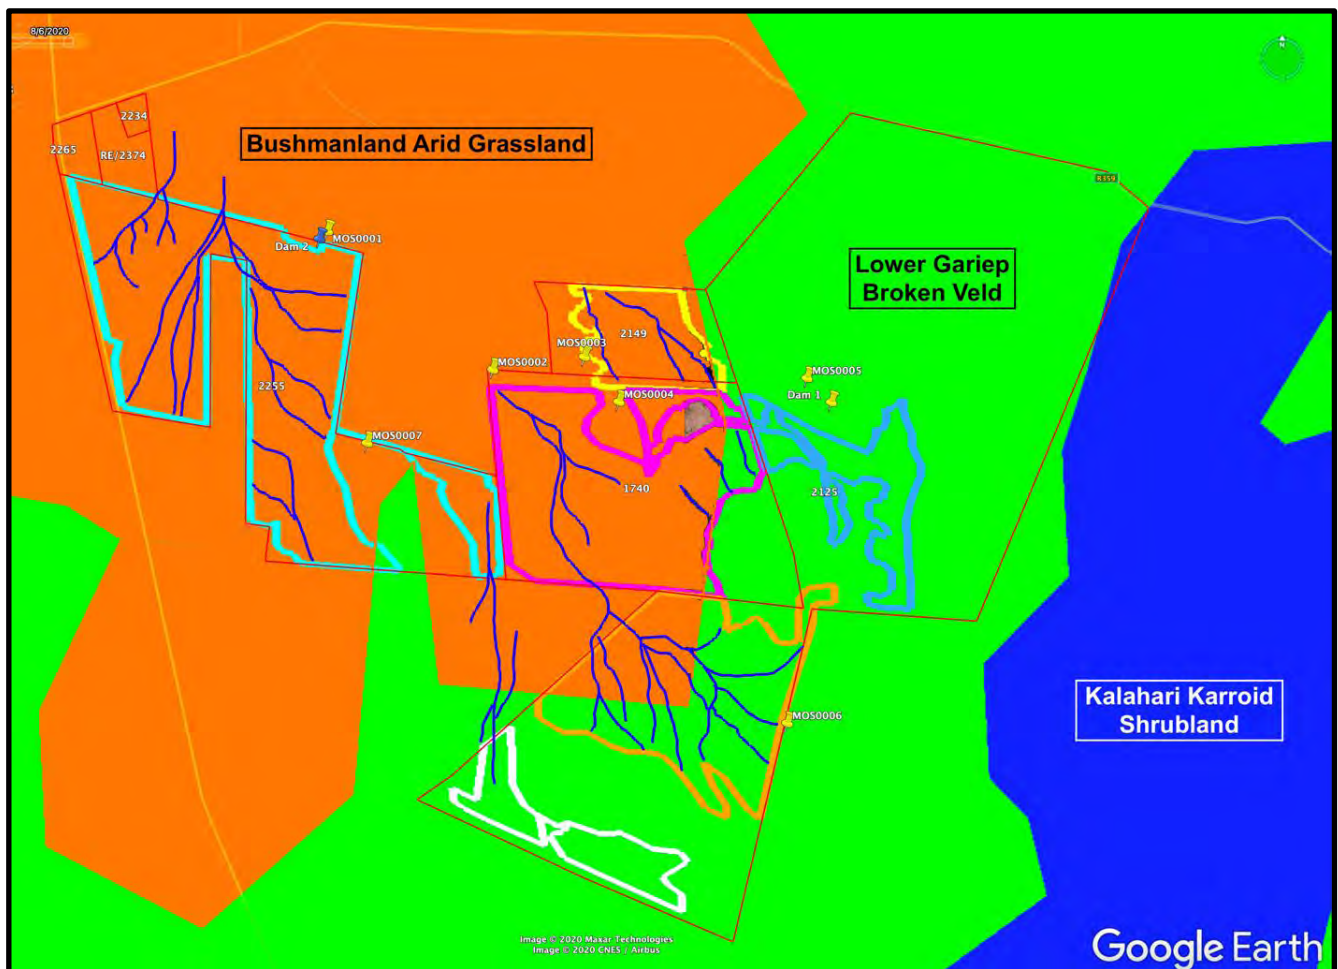 8/6/2020
N
2234
2265
RE/2374
Bushmanland Arid Grassland
R359
MOS0001
Dam 2
Lower Gariep
Broken Veld
2149
MOS0003
MOS0002
MOS0005
2255
MOS0004
Dam 1
MOS0007
1740
2125
Kalahari Karroid
Shrubland
MOS0006
Image © 2020 Maxar Technologies
Image © 2020 CNES / Airbus
Google Earth